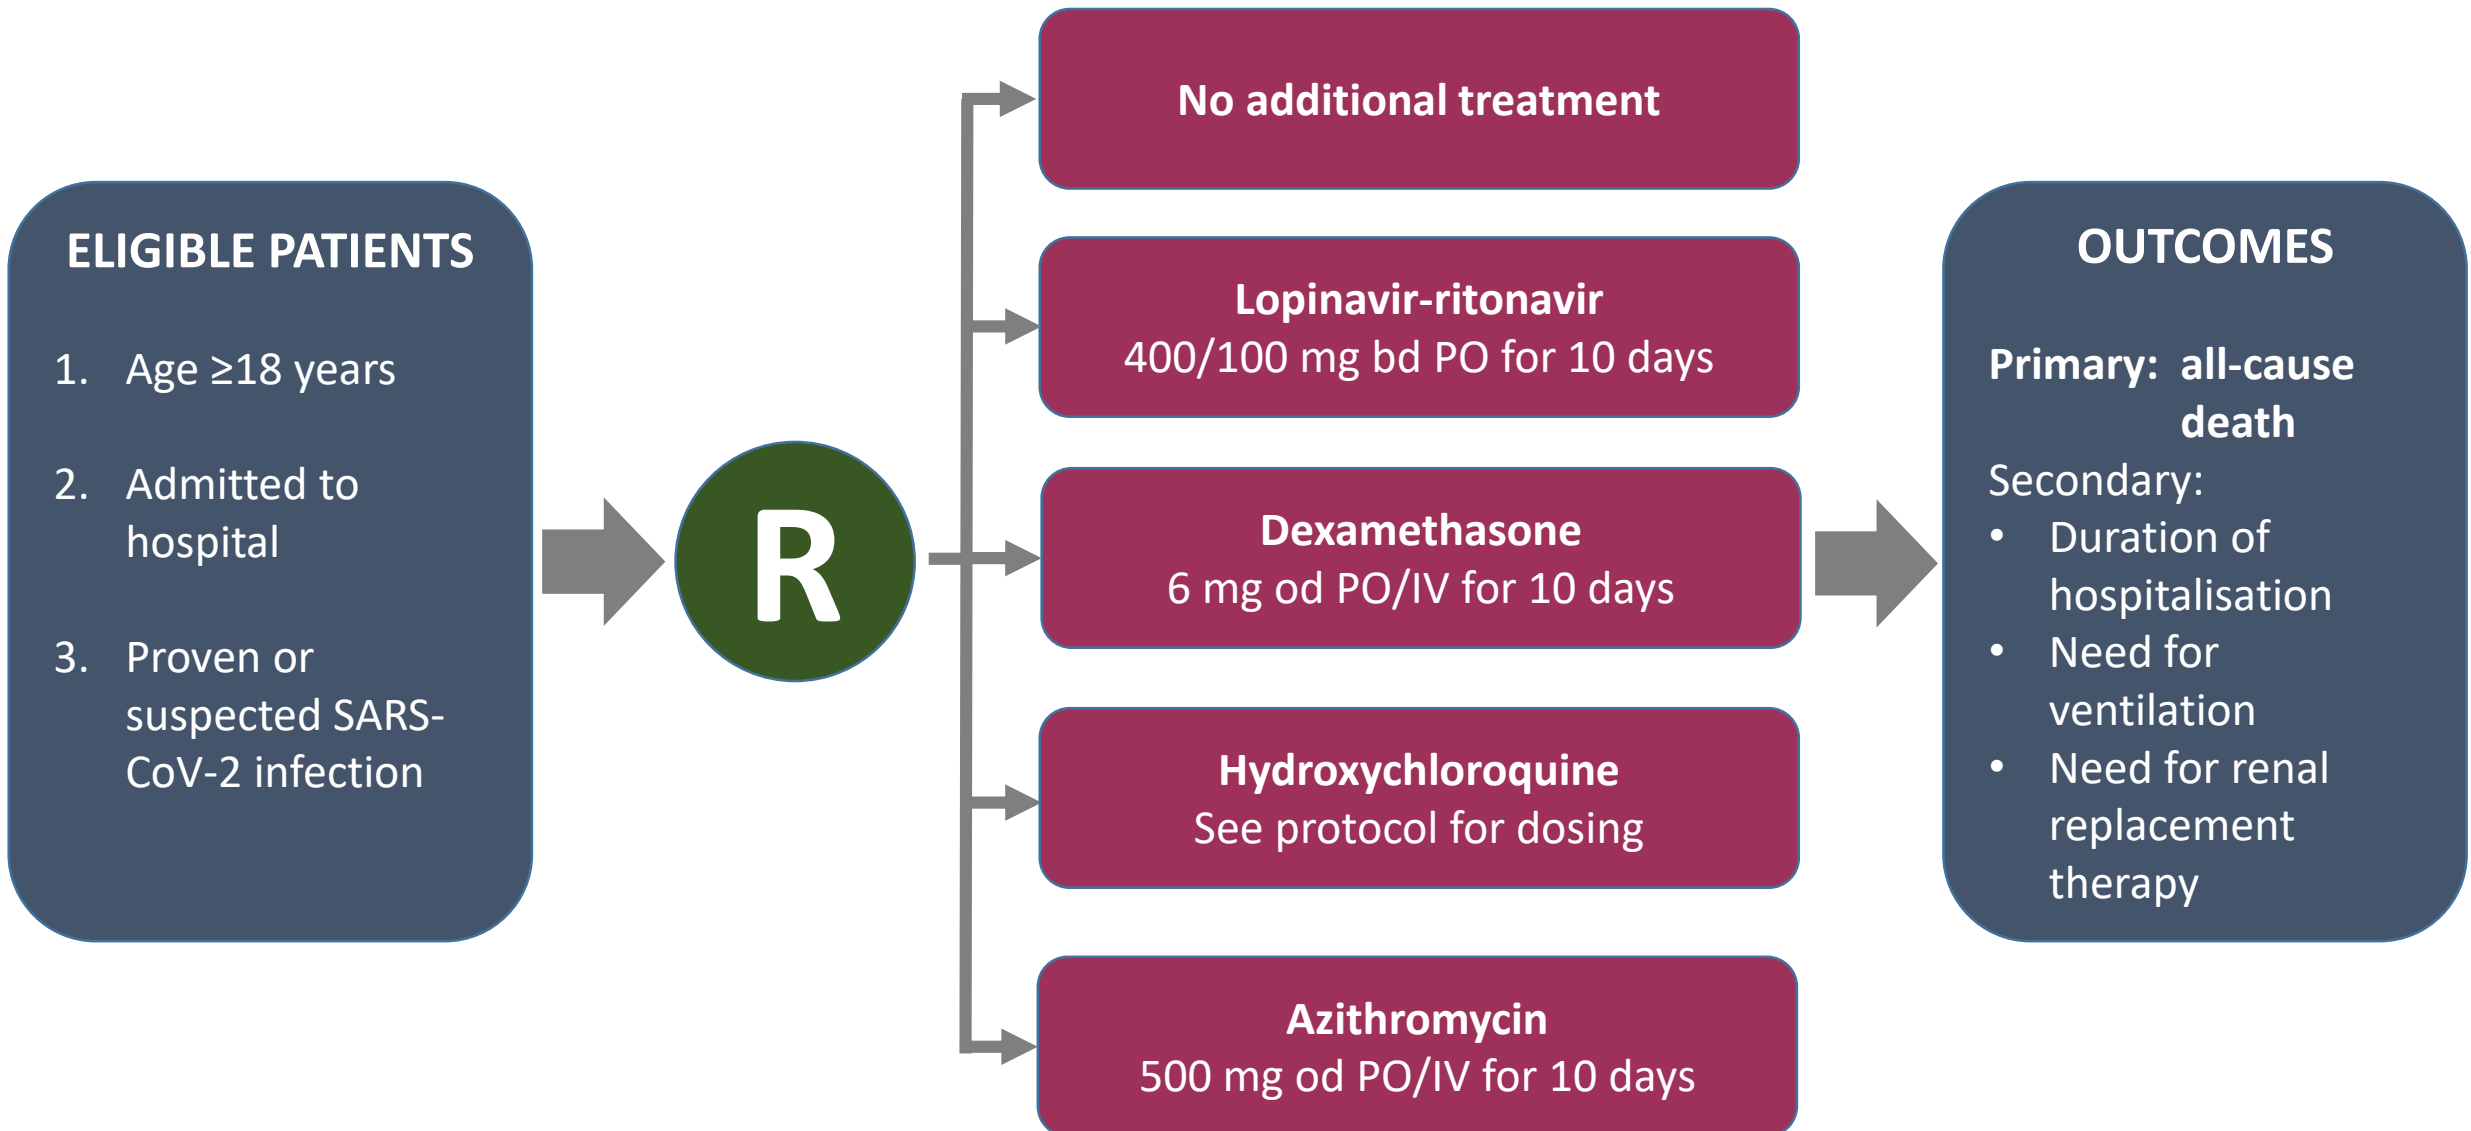 ELIGIBLE PATIENTS
1. Age ≥18 years
2. Admitted to
hospital
3. Proven or
suspected SARS-
CoV-2 infection
R
No additional treatment
Lopinavir-ritonavir
400/100 mg bd PO for 10 days
Dexamethasone
6 mg od PO/IV for 10 days
Hydroxychloroquine
See protocol for dosing
Azithromycin
500 mg od PO/IV for 10 days
OUTCOMES
Primary: all-cause
death
Secondary:
• Duration of
hospitalisation
• Need for
ventilation
• Need for renal
replacement
therapy